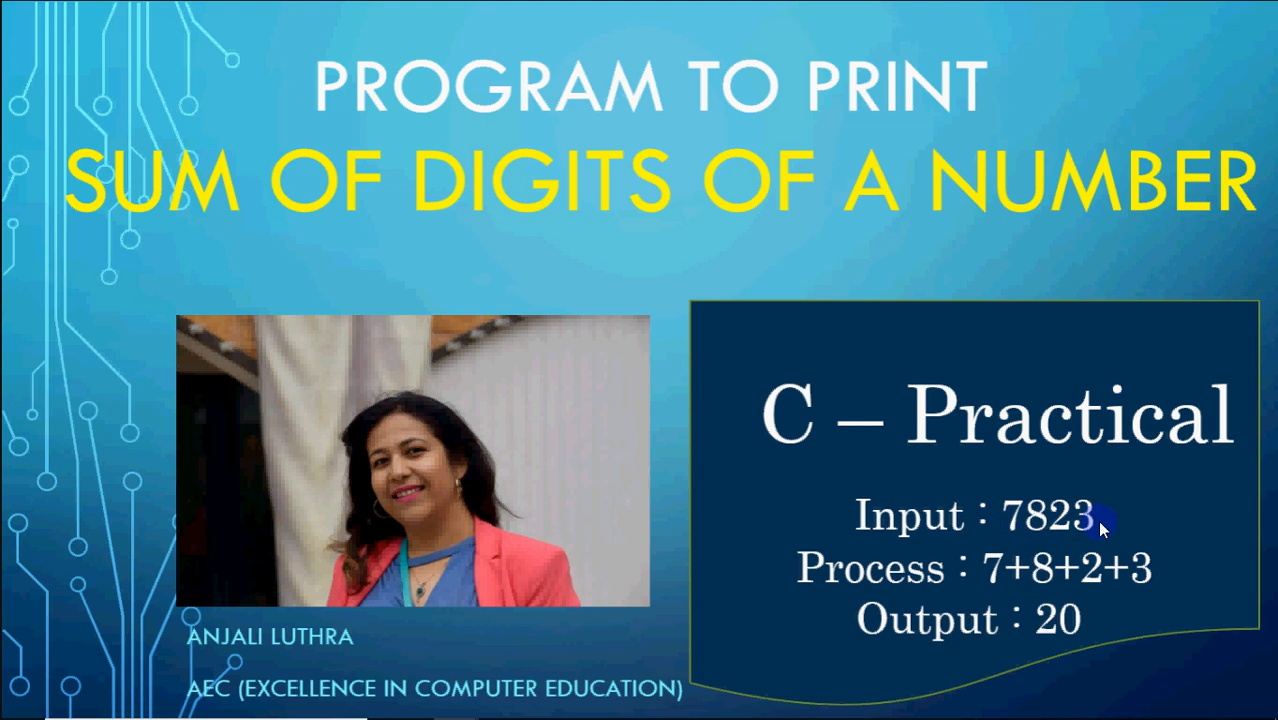 PROGRAM TO PRINT
SUM OF DIGITS OF A NUMBER
C – Practical
Input : 7823
Process : 7+8+2+3
Output : 20
ANJALI LUTHRA
AEC (EXCELLENCE IN COMPUTER EDUCATION)